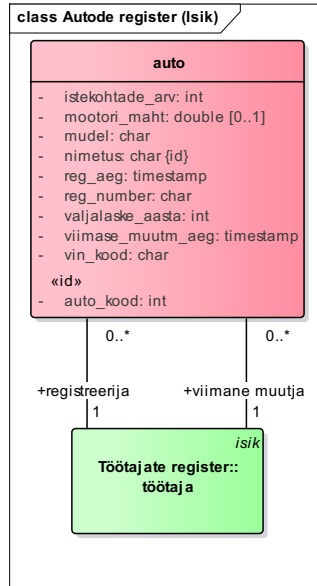 class Autode register (Isik)
auto
- istekohtade_arv: int
- mootori_maht: double [0..1]
- mudel: char
- nimetus: char {id}
- reg_aeg: timestamp
- reg_number: char
- valjalaske_aasta: int
- viimase_muutm_aeg: timestamp
- vin_kood: char
«id»
- auto_kood: int
0..* 0..*
+registreerija +viimane muutja
1 1
isik
Töötajate register::
töötaja